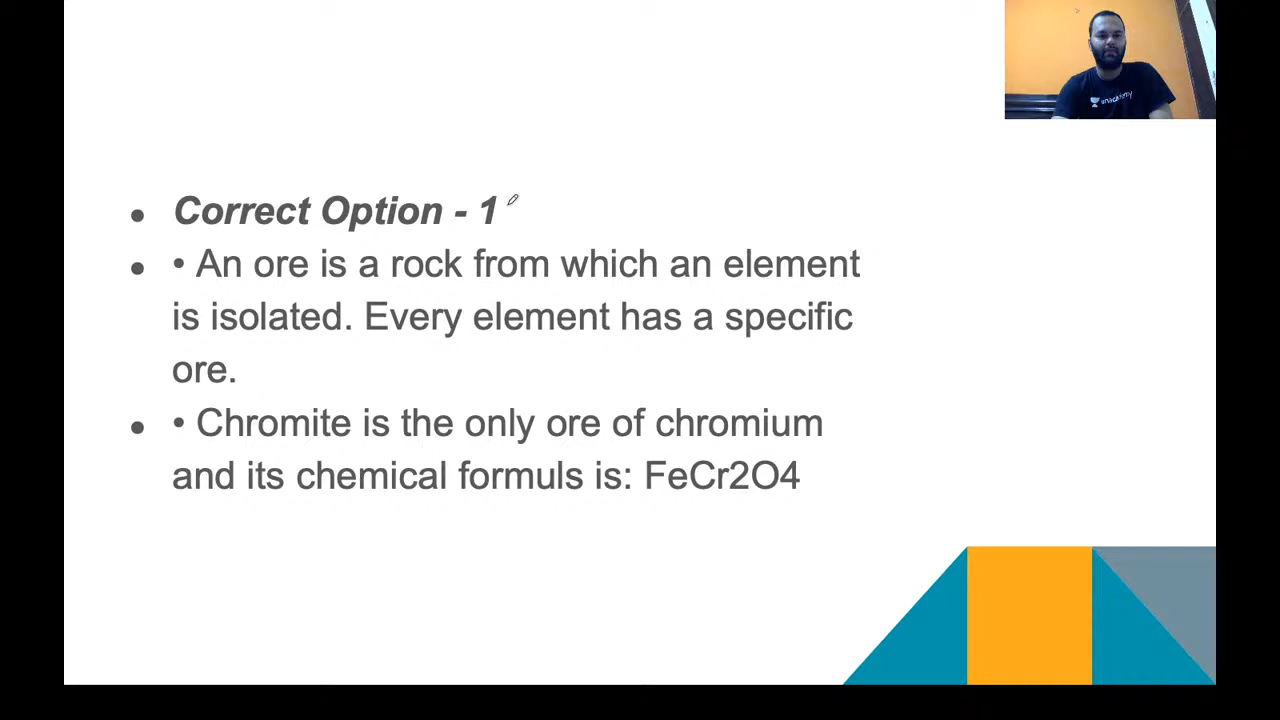 unacademy
● Correct Option - 1
● • An ore is a rock from which an element
is isolated. Every element has a specific
ore.
● • Chromite is the only ore of chromium
and its chemical formuls is: FeCr2O4